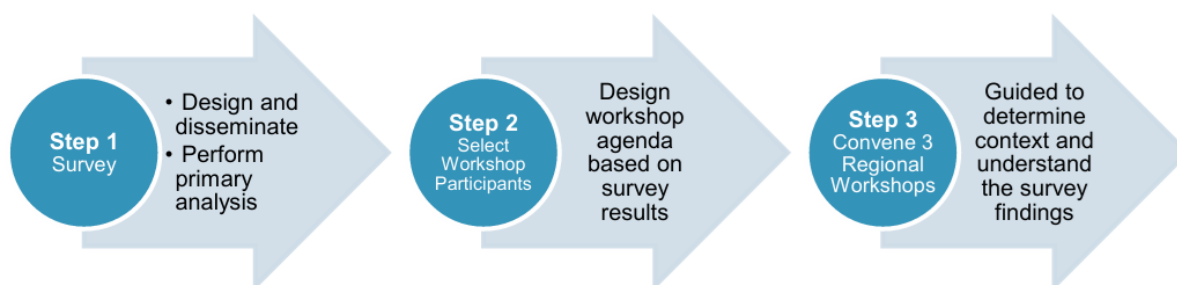 Step 1
Survey
• Design and
disseminate
• Perform
primary
analysis
Step 2
Select
Workshop
Participants
Design
workshop
agenda
based on
survey
results
Step 3
Convene 3
Regional
Workshops
Guided to
determine
context and
understand
the survey
findings